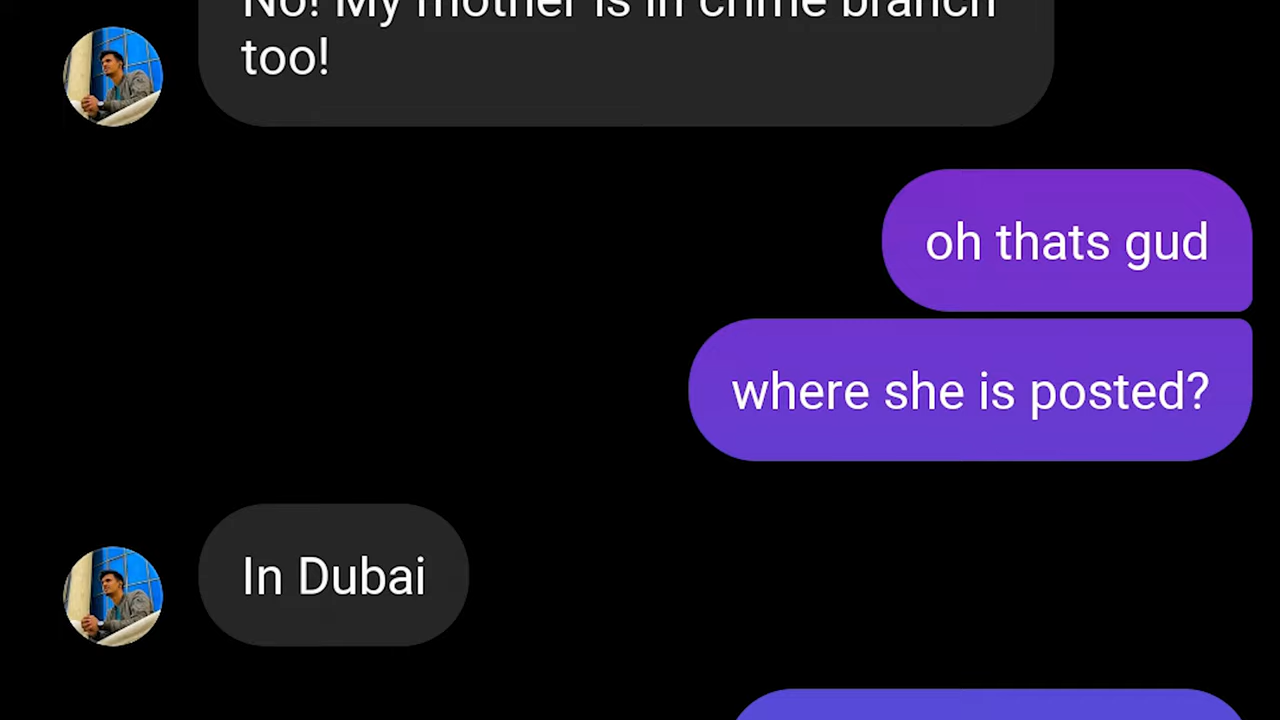 No! My mother is in crime branch
too!
oh thats gud
where she is posted?
In Dubai